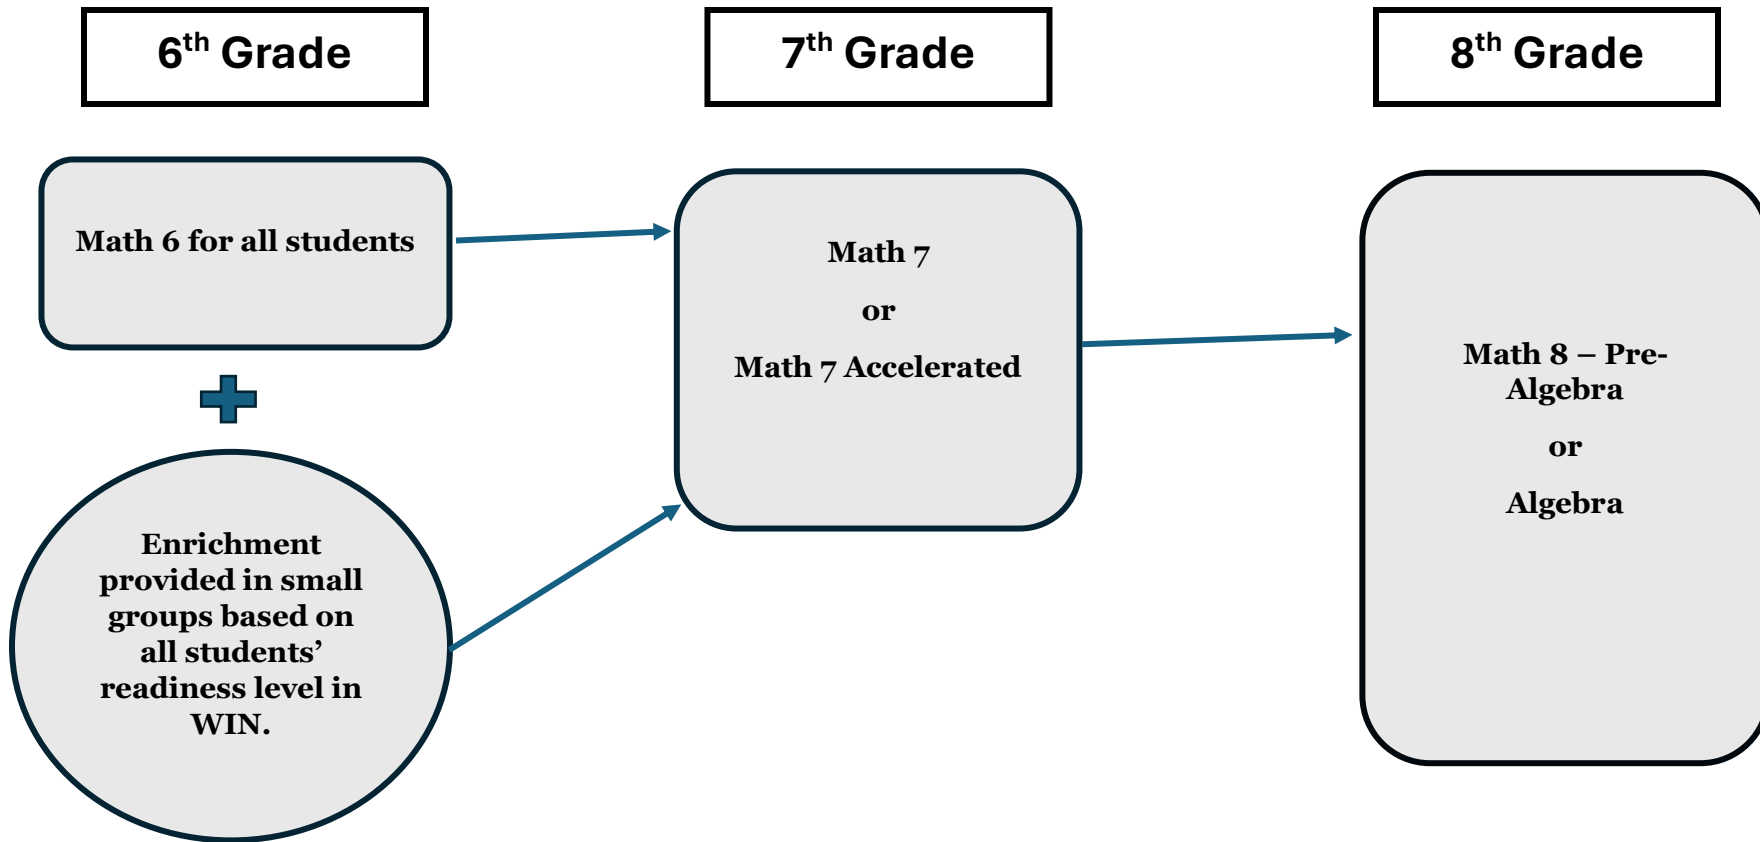 6th Grade
7th Grade
8th Grade
Math 6 for all students
Enrichment
provided in small
groups based on
all students’
readiness level in
WIN.
Math 7
or
Math 7 Accelerated
Math 8 – Pre-
Algebra
or
Algebra